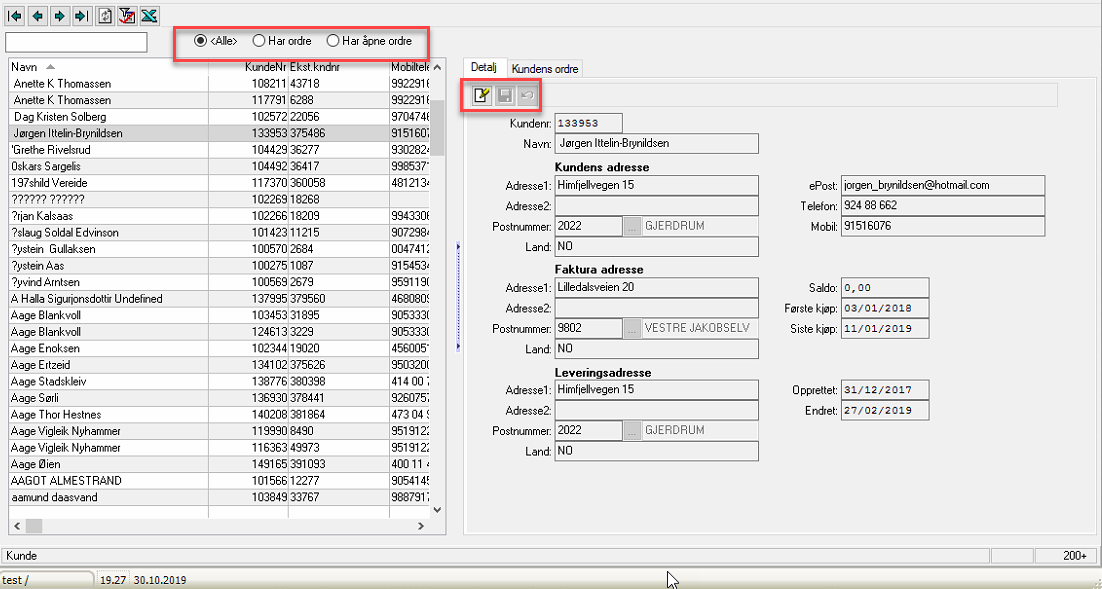 <Alle> Har ordre Har åpne ordre
Navn KundeNr Ekst.kndnr Mobiltele
Anette K Thomassen 108211 43718 9922916
Anette K Thomassen 117791 6288 9922916
Dag Kristen Solberg 102572 22056 9704746
Jørgen Ittelin-Brynildsen 133953 375486 9151607
'Grethe Rivelsrud 104429 36277 9302824
0skars Sargelis 104492 36417 9985371
197shild Vereide 117370 360058 4812134
?????? ?????? 102269 18268
?rjan Kalsaas 102266 18209 9943306
?slaug Soldal Edvinson 101423 11215 9072984
?ystein Gullaksen 100570 2684 0047412
?ystein Aas 100275 1087 9154534
?yvind Arntsen 100569 2679 9591190
A Halla Sigurjonsdottir Undefined 137995 379560 4680809
Aage Blankvoll 103453 31895 9053330
Aage Blankvoll 124613 3229 9053330
Aage Enoksen 102344 19020 4560051
Aage Ertzeid 134102 375626 9503200
Aage Stadskleiv 138776 380398 414 00 7
Aage Sørli 136930 378441 9260757
Aage Thor Hestnes 140208 381864 473 04 9
Aage Vigleik Nyhammer 119990 8490 9519122
Aage Vigleik Nyhammer 116363 49973 9519122
Aage Øien 149165 391093 400 11 4
AAGOT ALMESTRAND 101566 12277 9054145
aamund daasvand 103849 33767 9887917
Detalj Kundens ordre
Kundenr: 133953
Navn: Jørgen Ittelin-Brynildsen
Kundens adresse
Adresse1: Himfjellvegen 15 ePost: jorgen_brynildsen@hotmail.com
Adresse2: Telefon: 924 88 662
Postnummer: 2022 ... GJERDRUM Mobil: 91516076
Land: NO
Faktura adresse
Adresse1: Lilledalsveien 20 Saldo: 0,00
Adresse2: Første kjøp: 03/01/2018
Postnummer: 9802 ... VESTRE JAKOBSELV Siste kjøp: 11/01/2019
Land: NO
Leveringsadresse
Adresse1: Himfjellvegen 15 Opprettet: 31/12/2017
Adresse2: Endret: 27/02/2019
Postnummer: 2022 ... GJERDRUM
Land: NO
Kunde 200+
test / 19.27 30.10.2019